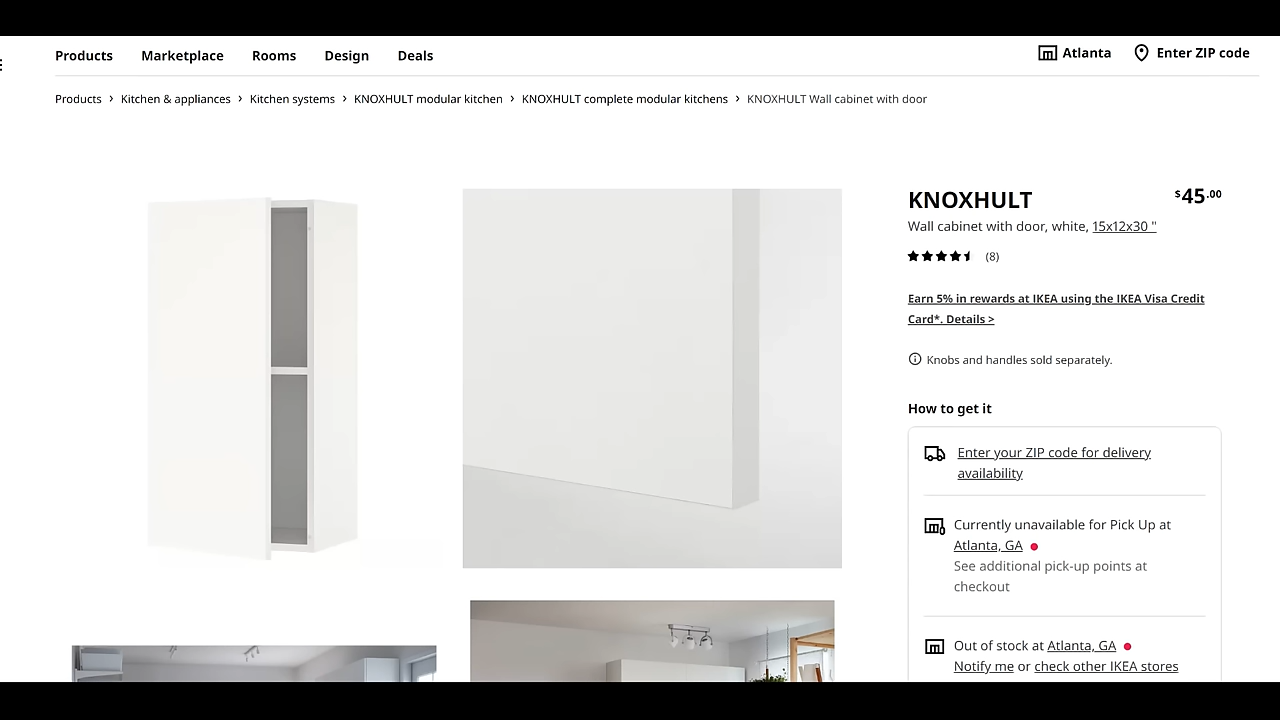 Products Marketplace Rooms Design Deals
Atlanta Enter ZIP code
Products › Kitchen & appliances › Kitchen systems › KNOXHULT modular kitchen › KNOXHULT complete modular kitchens › KNOXHULT Wall cabinet with door
KNOXHULT
$45.00
Wall cabinet with door, white, 15x12x30 "
(8)
Earn 5% in rewards at IKEA using the IKEA Visa Credit
Card*. Details >
Knobs and handles sold separately.
How to get it
Enter your ZIP code for delivery
availability
Currently unavailable for Pick Up at
Atlanta, GA
See additional pick-up points at
checkout
Out of stock at Atlanta, GA
Notify me or check other IKEA stores